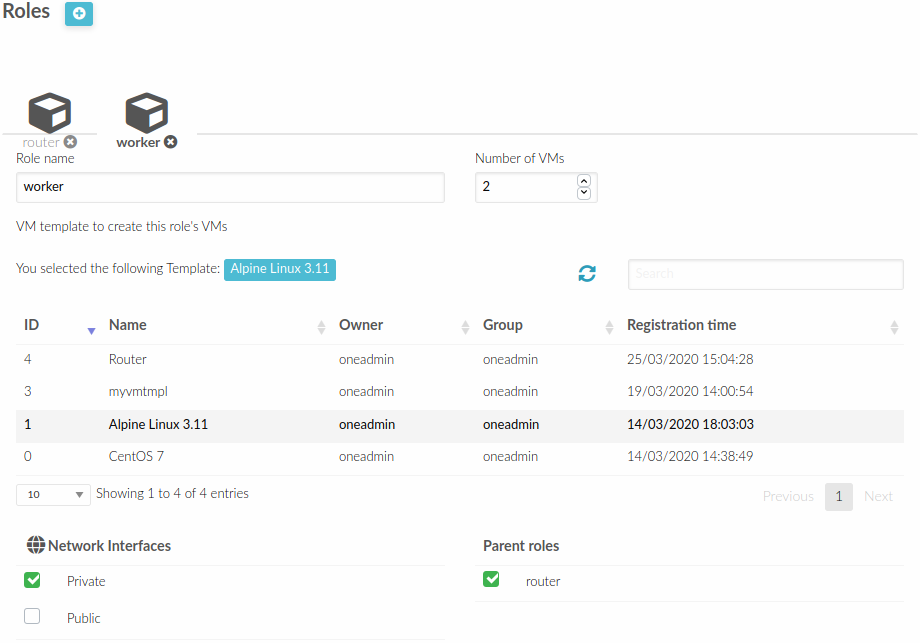 Roles
router worker
Role name Number of VMs
worker 2
VM template to create this role's VMs
You selected the following Template: Alpine Linux 3.11 Search
ID Name Owner Group Registration time
4 Router oneadmin oneadmin 25/03/2020 15:04:28
3 myvmtmpl oneadmin oneadmin 19/03/2020 14:00:54
1 Alpine Linux 3.11 oneadmin oneadmin 14/03/2020 18:03:03
0 CentOS 7 oneadmin oneadmin 14/03/2020 14:38:49
10 Showing 1 to 4 of 4 entries Previous 1 Next
Network Interfaces Parent roles
Private router
Public